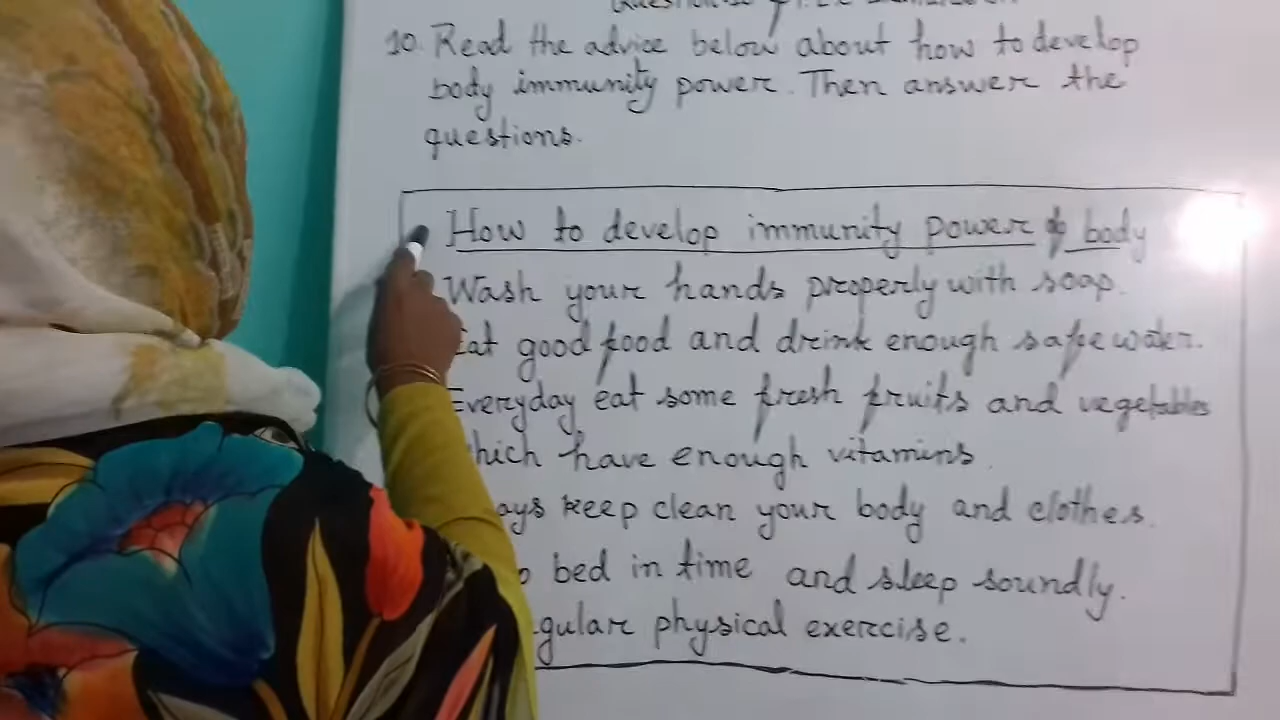 10. Read the advice below about how to develop
body immunity power. Then answer the
questions.
How to develop immunity power of body
Wash your hands properly with soap.
Eat good food and drink enough safe water.
Everyday eat some fresh fruits and vegetables
which have enough vitamins.
keep clean your body and clothes.
bed in time and sleep soundly.
physical exercise.